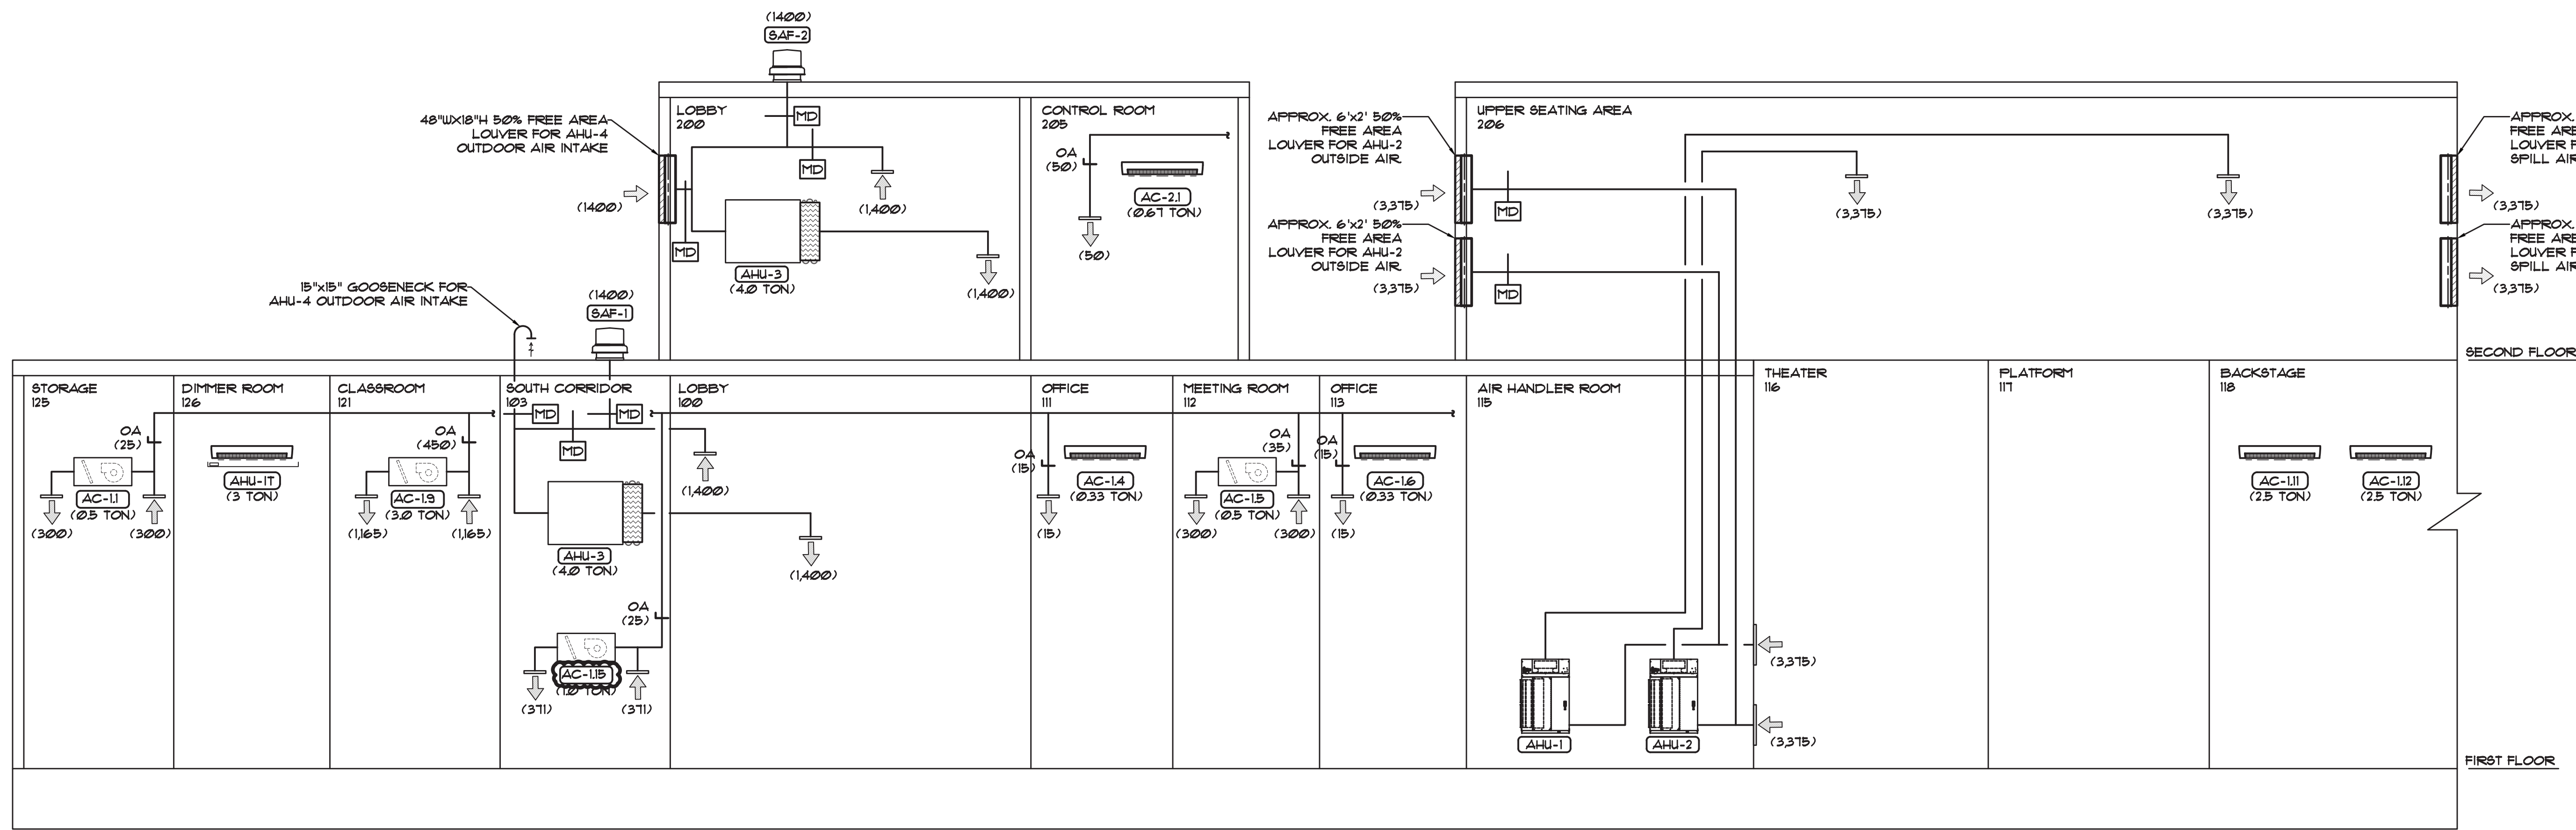 (1400)
SAF-2
48"WX18"H 50% FREE AREA
LOUVER FOR AHU-4
OUTDOOR AIR INTAKE
(1400)
LOBBY
200
MD
MD
MD
(1,400)
AHU-3
(4.0 TON)
(1,400)
CONTROL ROOM
205
OA
(50)
(50)
AC-2.1
(0.67 TON)
APPROX. 6'x2' 50%
FREE AREA
LOUVER FOR AHU-2
OUTSIDE AIR.
(3,375)
APPROX. 6'x2' 50%
FREE AREA
LOUVER FOR AHU-2
OUTSIDE AIR.
(3,375)
UPPER SEATING AREA
206
MD
MD
(3,375)
(3,375)
APPROX.
FREE ARE
LOUVER F
SPILL AIR
(3,375)
APPROX.
FREE ARE
LOUVER F
SPILL AIR
(3,375)
15"x15" GOOSENECK FOR
AHU-4 OUTDOOR AIR INTAKE
(1400)
SAF-1
SECOND FLOOR
STORAGE
125
OA
(25)
AC-1.1
(0.5 TON)
(300)
(300)
DIMMER ROOM
126
AHU-1T
(3 TON)
CLASSROOM
121
OA
(450)
AC-1.9
(3.0 TON)
(1,165)
(1,165)
SOUTH CORRIDOR
103
MD
MD
MD
AHU-3
(4.0 TON)
OA
(25)
AC-1.15
(1.0 TON)
(371)
(371)
LOBBY
100
(1,400)
(1,400)
OFFICE
111
OA
(15)
AC-1.4
(0.33 TON)
(15)
MEETING ROOM
112
OA
(35)
AC-1.5
(0.5 TON)
(300)
(300)
OFFICE
113
OA
(15)
AC-1.6
(0.33 TON)
(15)
AIR HANDLER ROOM
115
AHU-1
AHU-2
THEATER
116
(3,375)
(3,375)
PLATFORM
117
BACKSTAGE
118
AC-1.11
(2.5 TON)
AC-1.12
(2.5 TON)
FIRST FLOOR